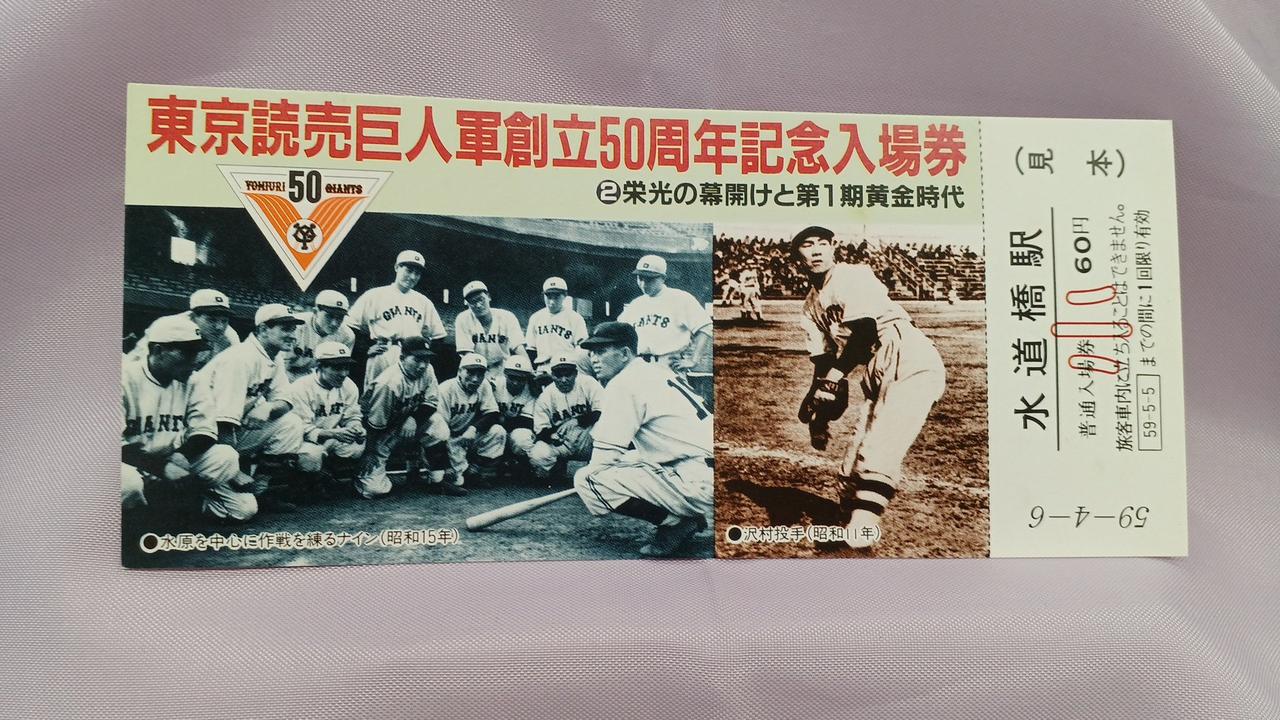 東京読売巨人軍創立50周年記念入場券
②栄光の幕開けと第1期黄金時代
YOMIURI 50 GIANTS
GIANTS
GIANTS
●水原を中心に作戦を練るナイン(昭和15年)
●沢村投手(昭和11年)
(見本)
水道橋駅
普通入場券 60円
旅客車内に立ち入ることはできません。
59-5-5 までの間に1回限り有効
59-4-6